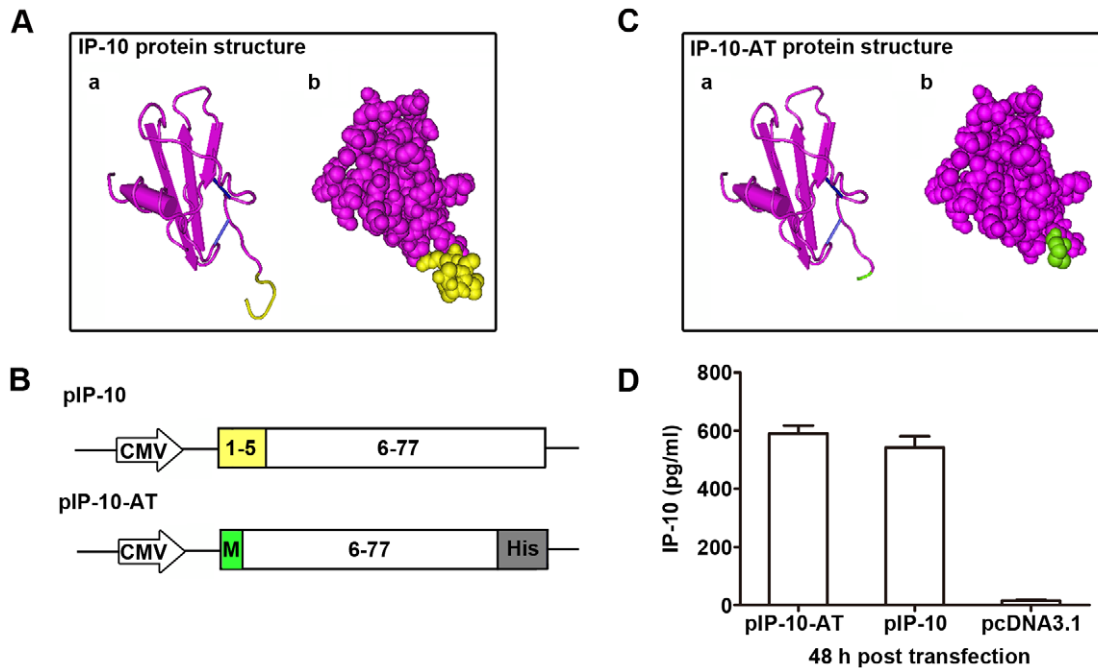 A
IP-10 protein structure
a
b
B
pIP-10
CMV
1-5
6-77
pIP-10-AT
CMV
M
6-77
His
C
IP-10-AT protein structure
a
b
D
IP-10 (pg/ml)
800
600
400
200
0
pIP-10-AT
pIP-10
pcDNA3.1
48 h post transfection